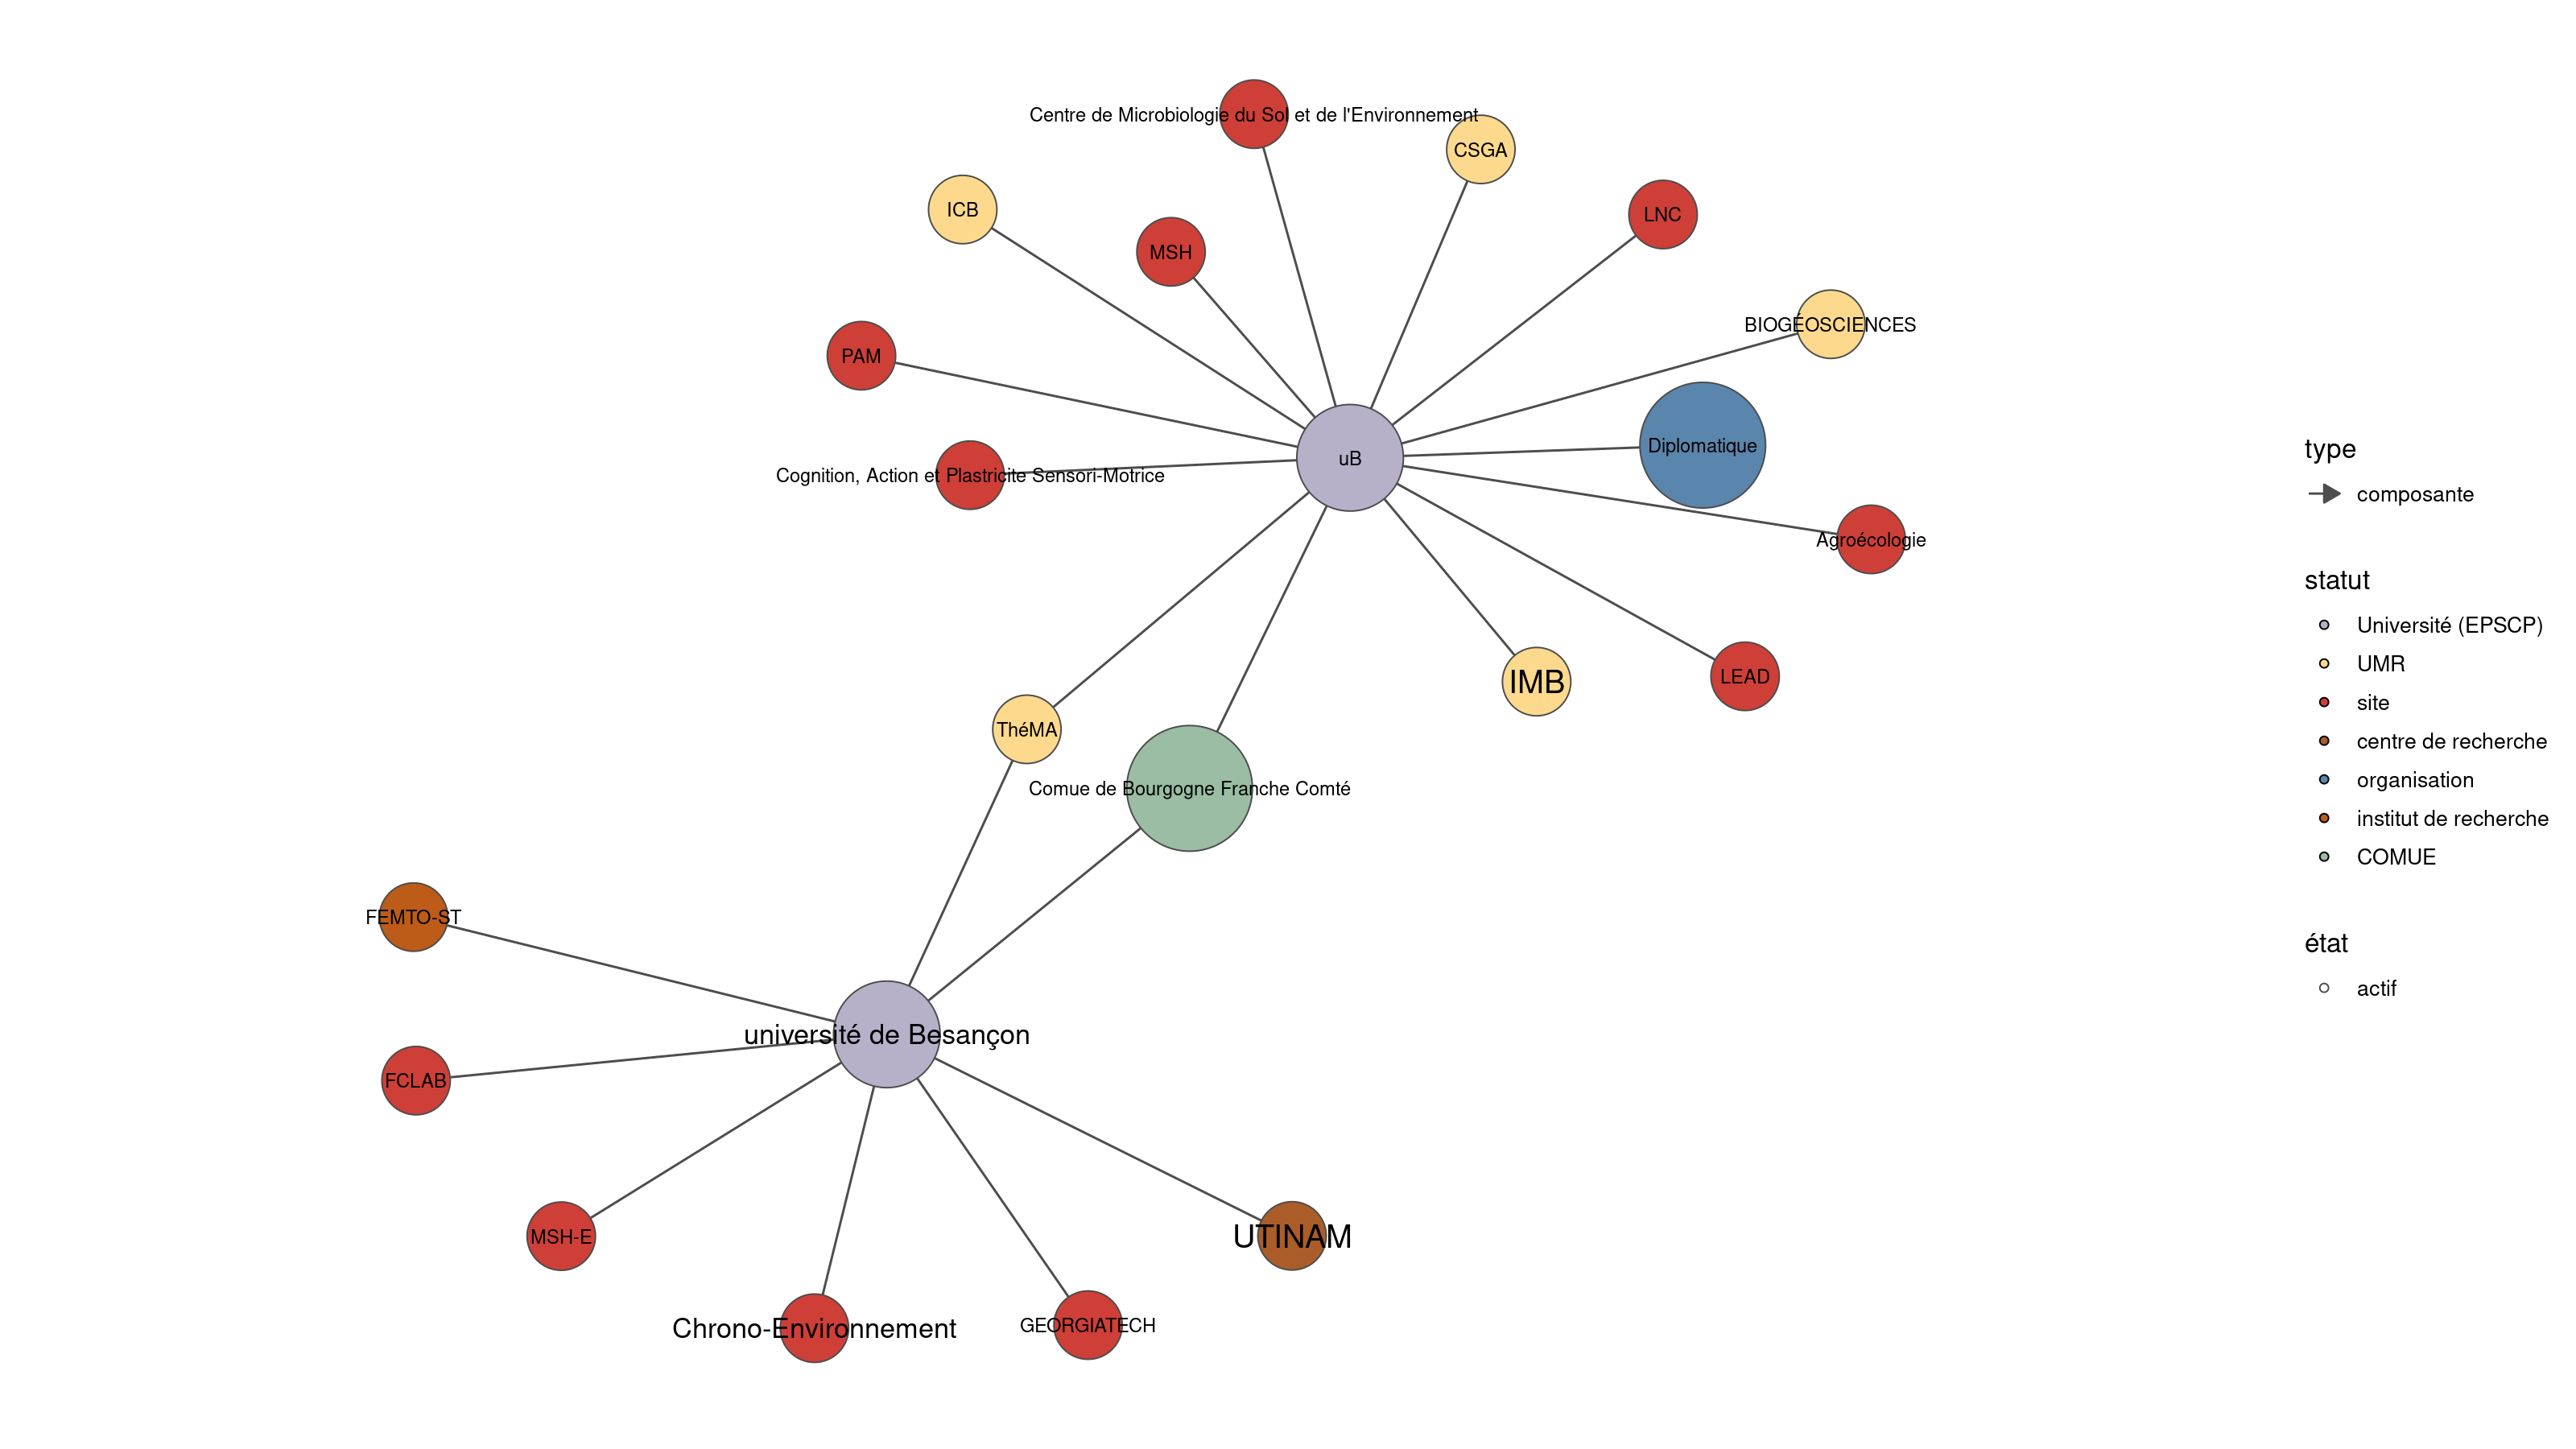 Centre de Microbiologie du Sol et de l'Environnement
CSGA
ICB
LNC
MSH
BIOGÉOSCIENCES
PAM
Diplomatique
uB
Cognition, Action et Plastricite Sensori-Motrice
Agroécologie
IMB
LEAD
ThéMA
Comue de Bourgogne Franche Comté
FEMTO-ST
université de Besançon
FCLAB
MSH-E
UTINAM
Chrono-Environnement
GEORGIATECH
type
composante
statut
Université (EPSCP)
UMR
site
centre de recherche
organisation
institut de recherche
COMUE
état
actif